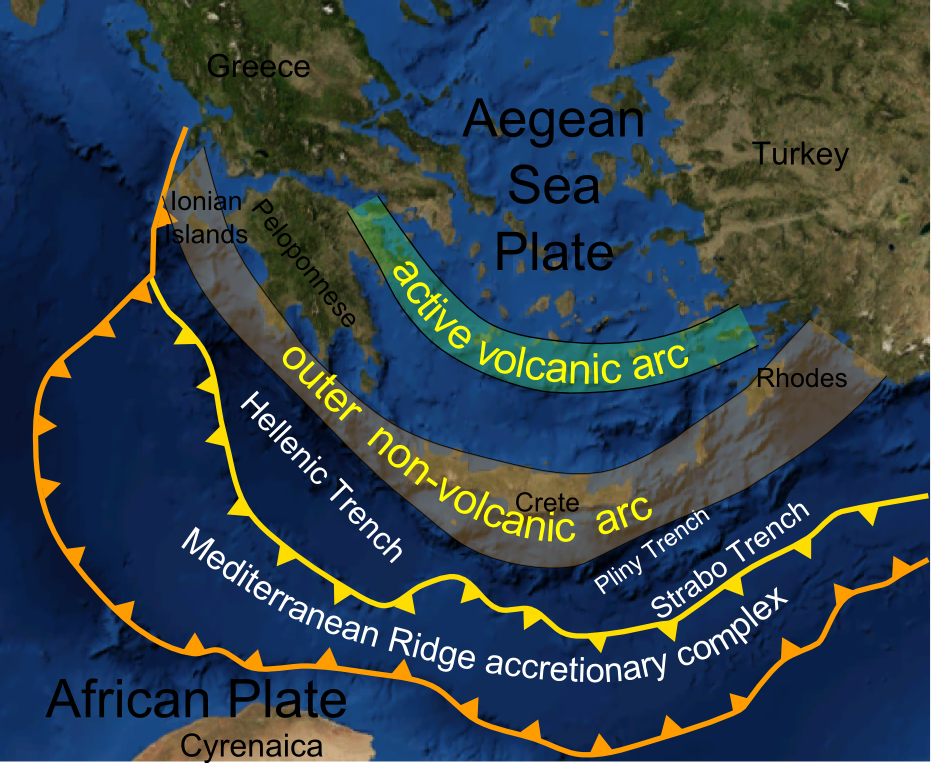 Greece
Aegean
Sea
Plate
Turkey
Ionian
Islands
Peloponnese
active volcanic arc
outer non-volcanic arc
Rhodes
Hellenic Trench
Crete
Pliny Trench
Strabo Trench
Mediterranean Ridge accretionary complex
African Plate
Cyrenaica